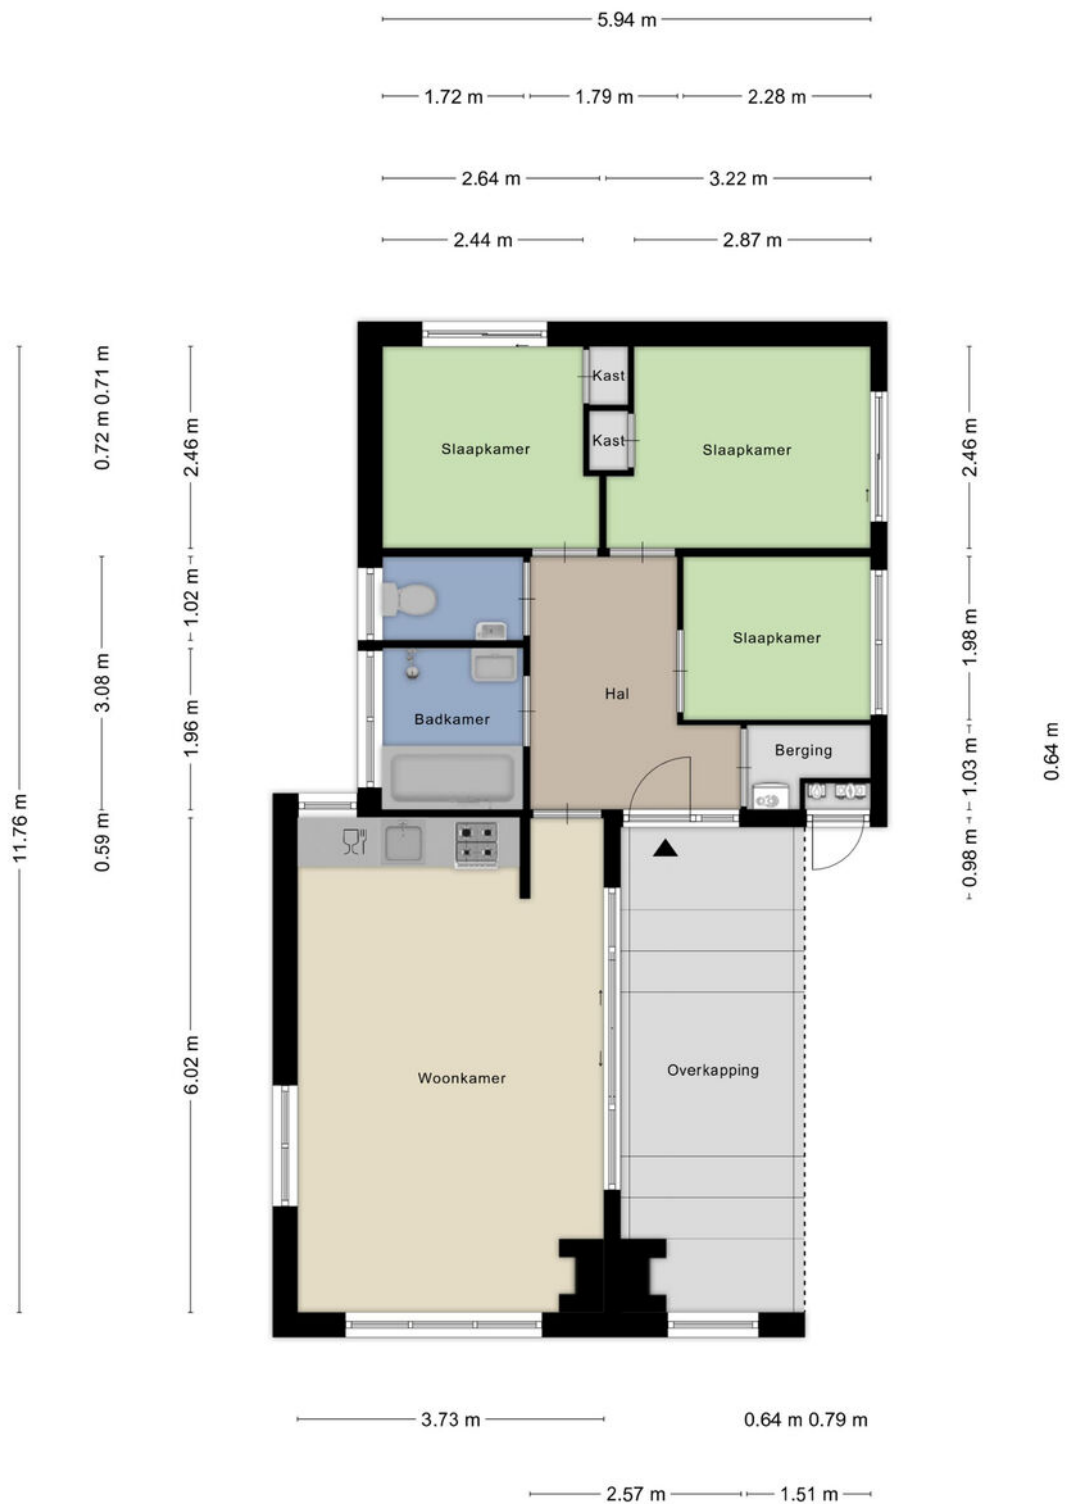 5.94 m
1.72 m 1.79 m 2.28 m
2.64 m 3.22 m
2.44 m 2.87 m
0.72 m 0.71 m
2.46 m
2.46 m
Kast
Kast
Slaapkamer
Slaapkamer
1.02 m
1.98 m
Slaapkamer
3.08 m
1.96 m
Hal
Badkamer
Berging
1.03 m
0.64 m
11.76 m
0.59 m
0.98 m
6.02 m
Woonkamer
Overkapping
3.73 m
0.64 m 0.79 m
2.57 m 1.51 m